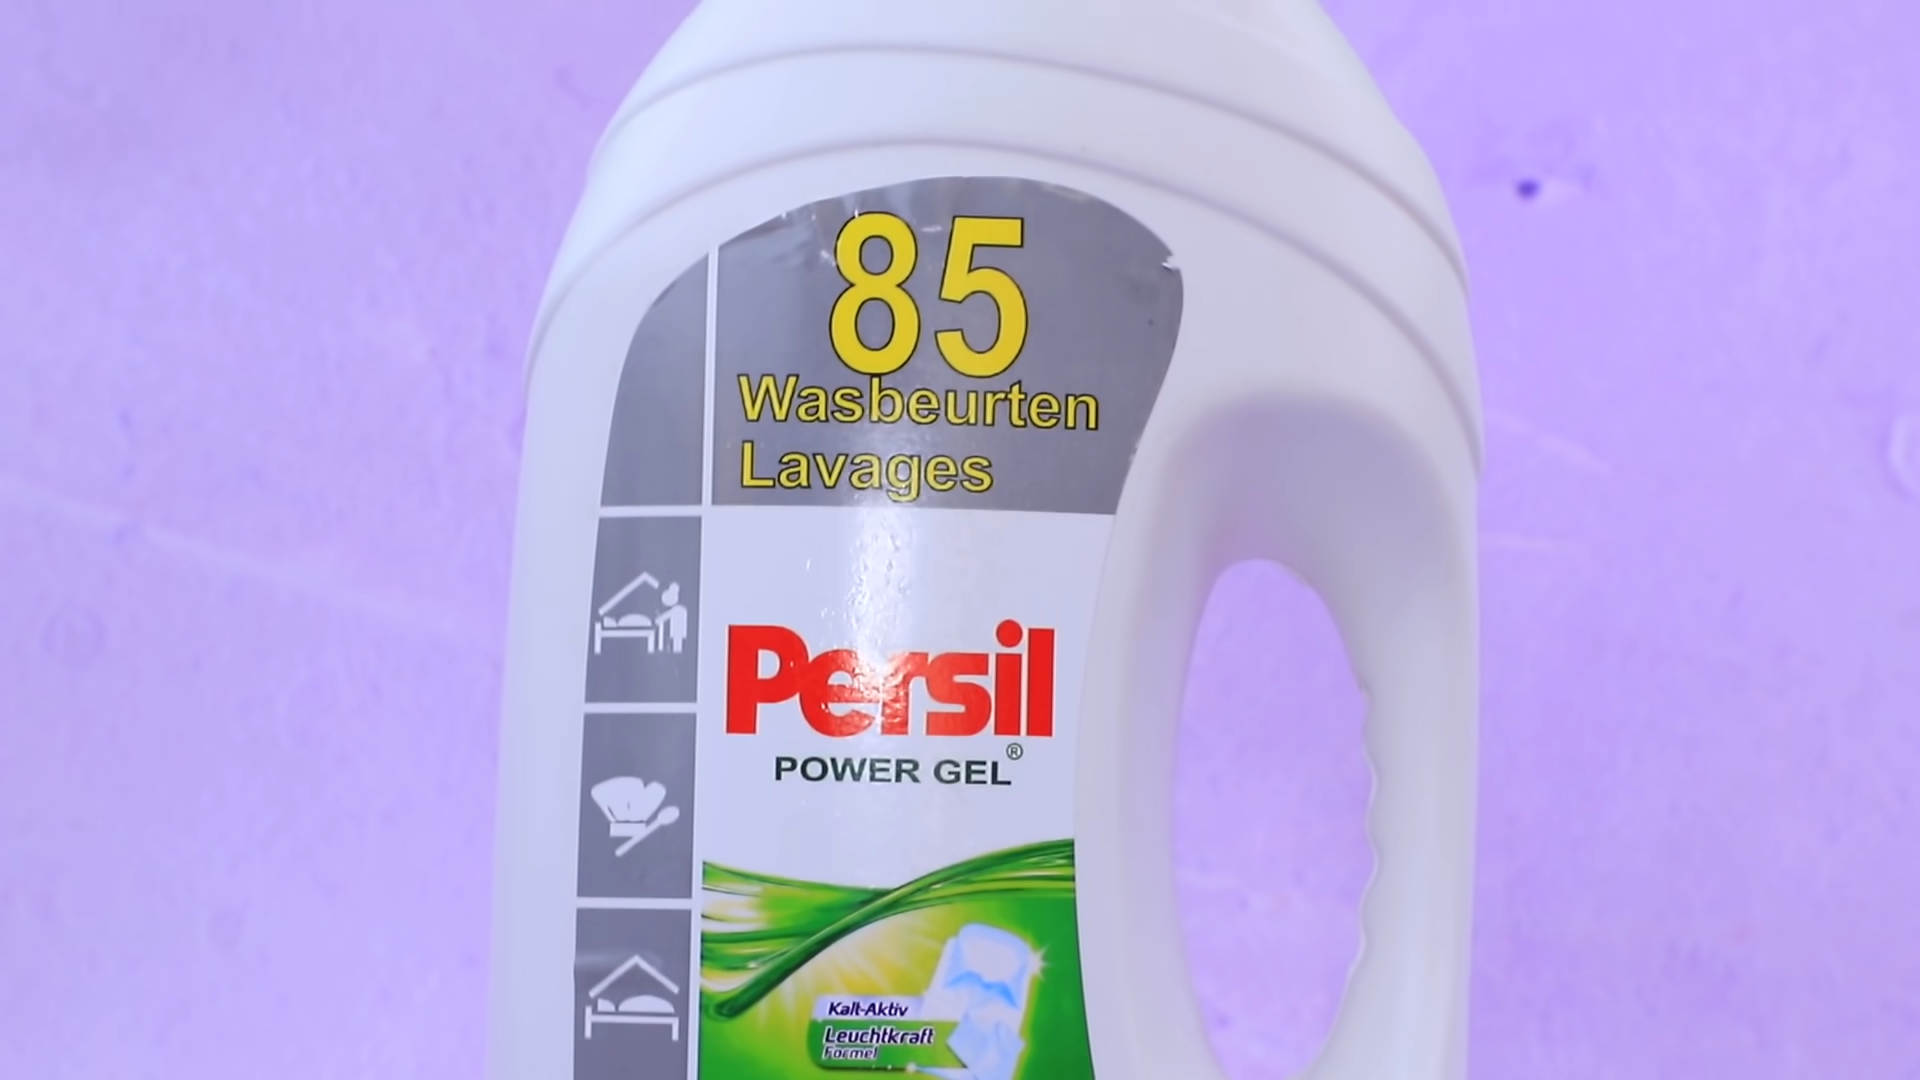 85
Wasbeurten
Lavages
Persil
POWER GEL®
Kalt-Aktiv
Leuchtkraft
Formel